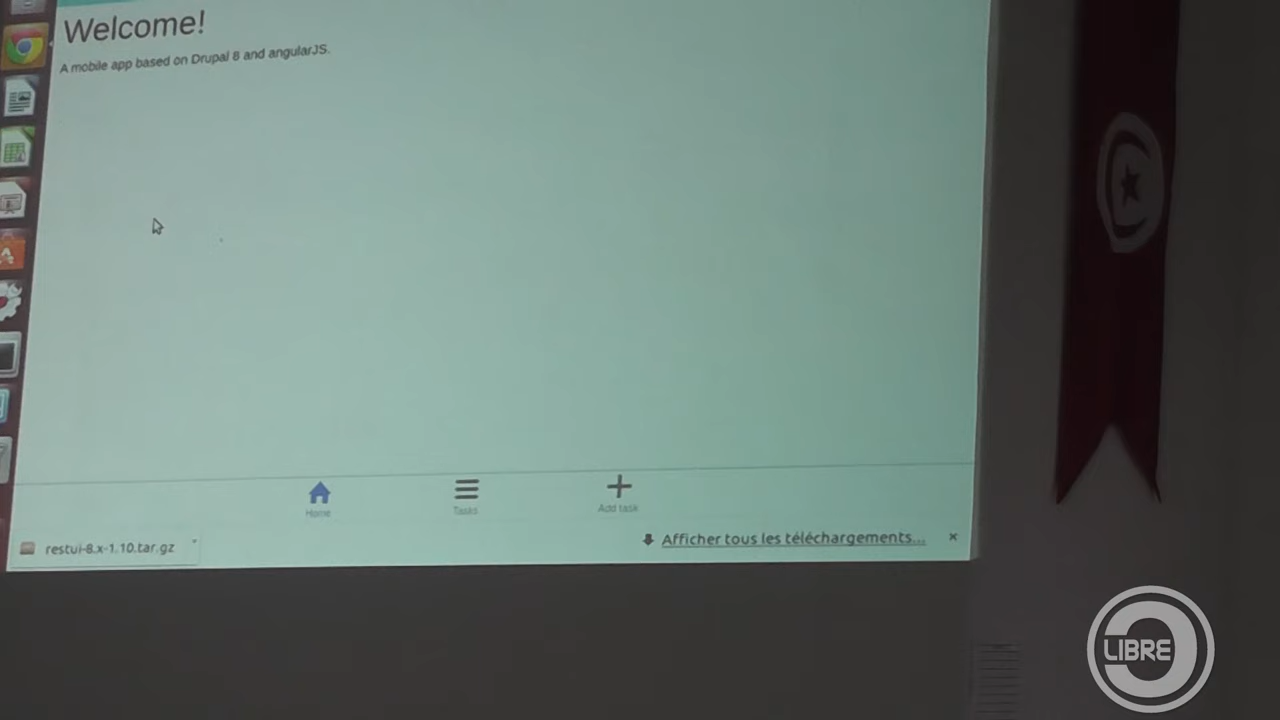 Welcome!
A mobile app based on Drupal 8 and angularJS.
Home
Tasks
Add task
restui-8.x-1.10.tar.gz
Afficher tous les téléchargements...
LIBRE